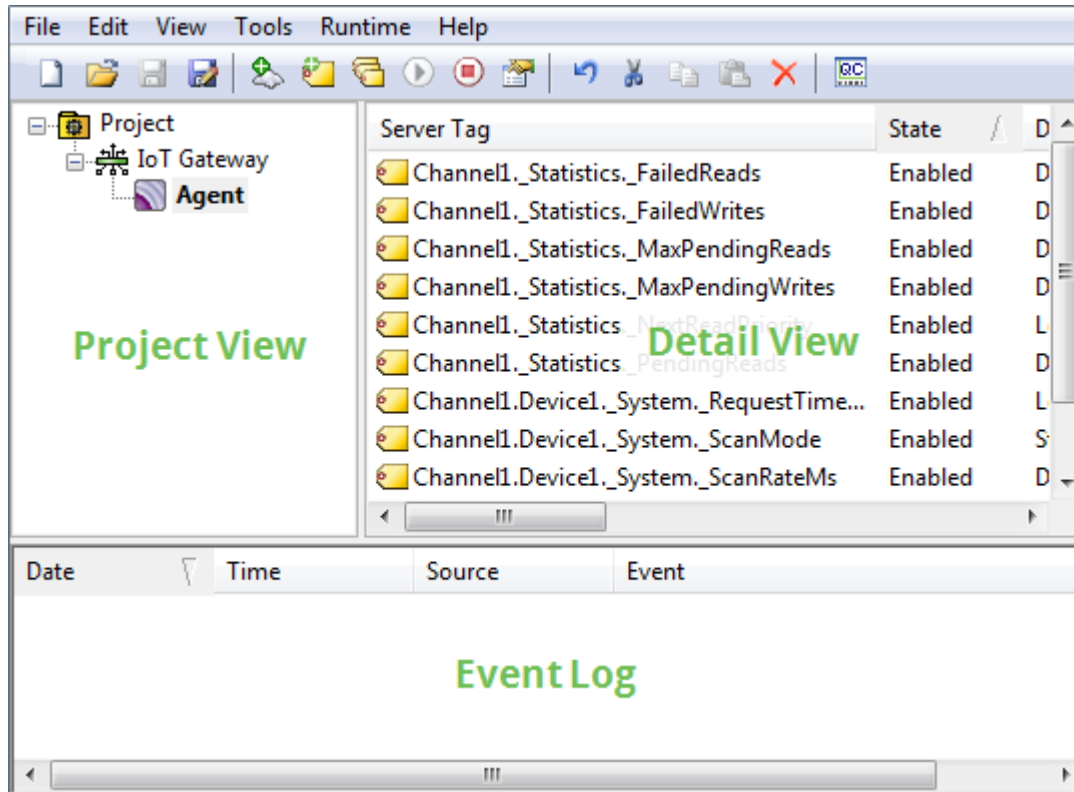 File Edit View Tools Runtime Help
QC
Project
IoT Gateway
Agent
Project View
Server Tag State D
Channel1._Statistics._FailedReads Enabled D
Channel1._Statistics._FailedWrites Enabled D
Channel1._Statistics._MaxPendingReads Enabled D
Channel1._Statistics._MaxPendingWrites Enabled D
Channel1._Statistics._NextReadPriority Enabled L
Channel1._Statistics._PendingReads Enabled D
Channel1.Device1._System._RequestTime... Enabled L
Channel1.Device1._System._ScanMode Enabled S
Channel1.Device1._System._ScanRateMs Enabled D
Detail View
Date Time Source Event
Event Log